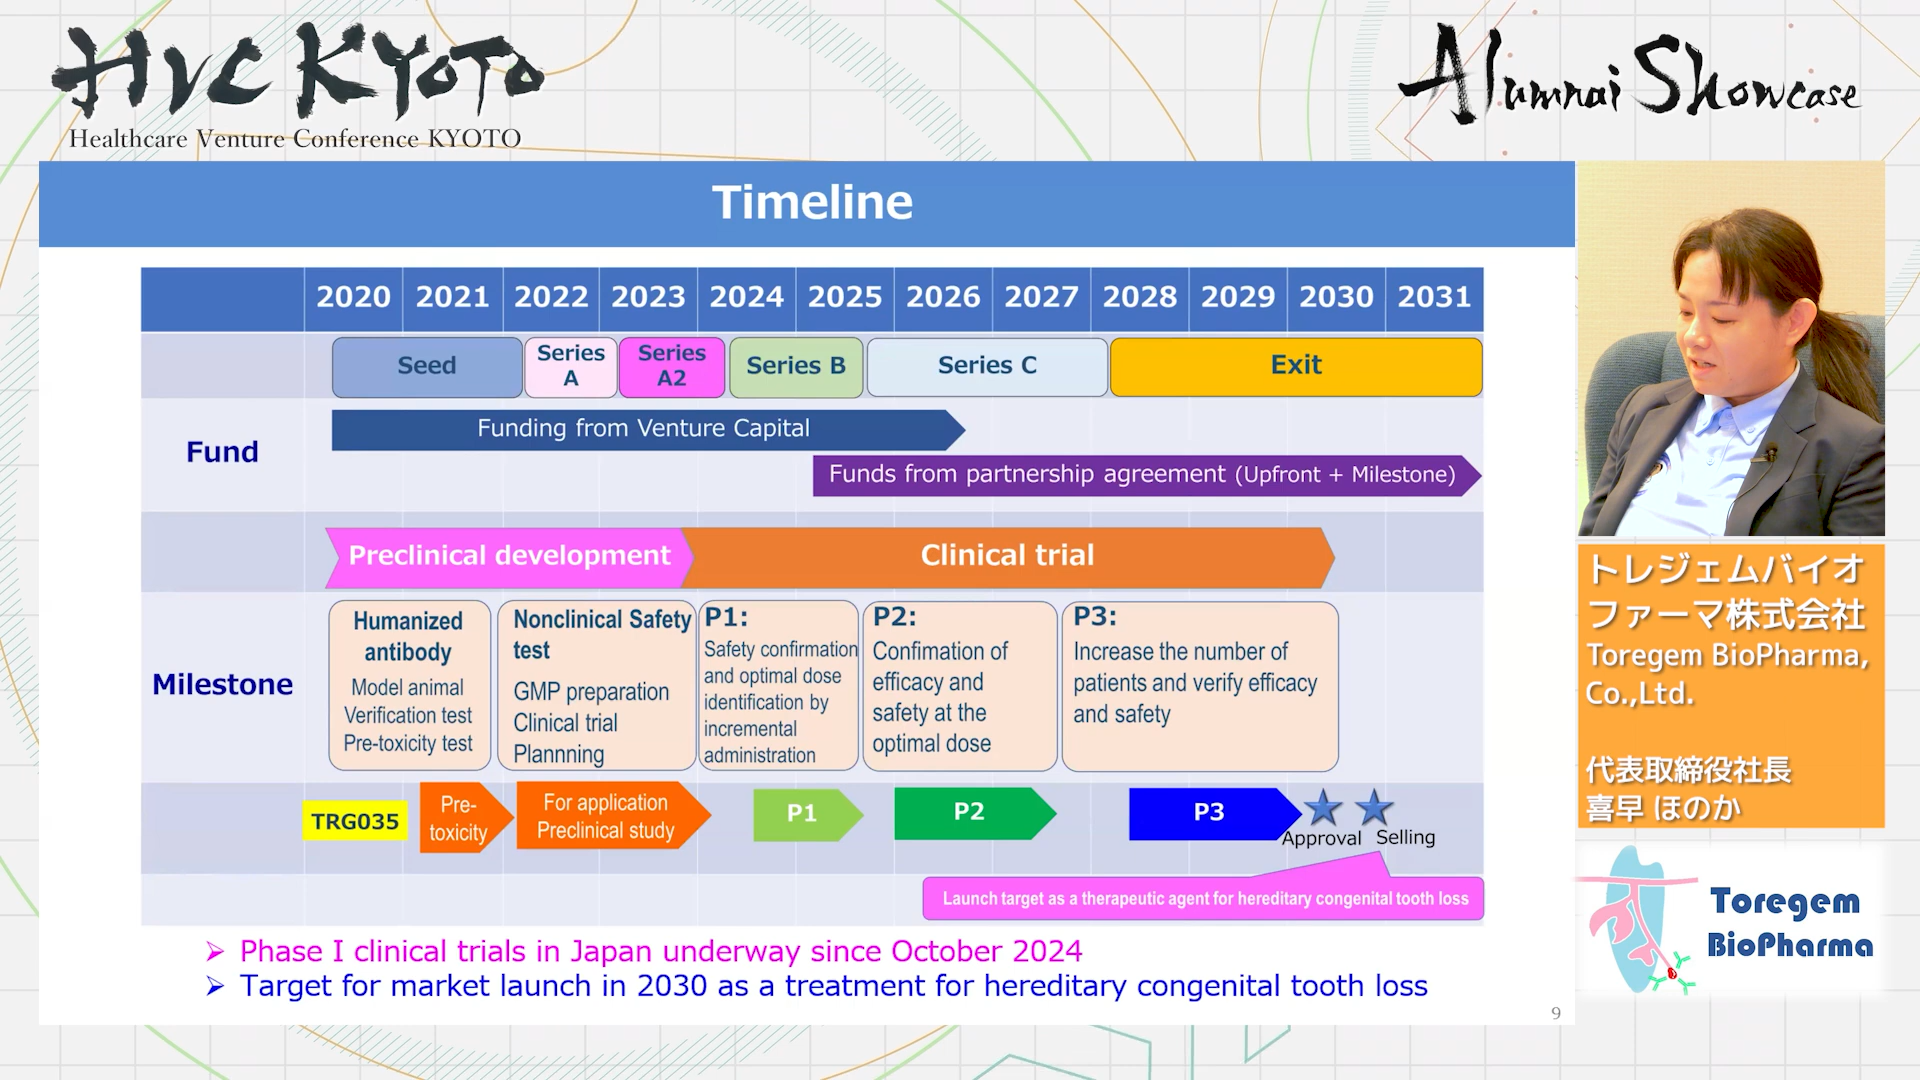 HVC KYOTO
Healthcare Venture Conference KYOTO
Alumnai Showcase
Timeline
2020 2021 2022 2023 2024 2025 2026 2027 2028 2029 2030 2031
Seed
Series
A
Series
A2
Series B
Series C
Exit
Fund
Funding from Venture Capital
Funds from partnership agreement (Upfront + Milestone)
Preclinical development
Clinical trial
Milestone
Humanized
antibody
Model animal
Verification test
Pre-toxicity test
Nonclinical Safety
test
GMP preparation
Clinical trial
Plannning
P1:
Safety confirmation
and optimal dose
identification by
incremental
administration
P2:
Confimation of
efficacy and
safety at the
optimal dose
P3:
Increase the number of
patients and verify efficacy
and safety
TRG035
Pre-
toxicity
For application
Preclinical study
P1
P2
P3
Approval
Selling
Launch target as a therapeutic agent for hereditary congenital tooth loss
➢ Phase I clinical trials in Japan underway since October 2024
➢ Target for market launch in 2030 as a treatment for hereditary congenital tooth loss
9
トレジェムバイオ
ファーマ株式会社
Toregem BioPharma,
Co.,Ltd.
代表取締役社長
喜早 ほのか
Toregem
BioPharma